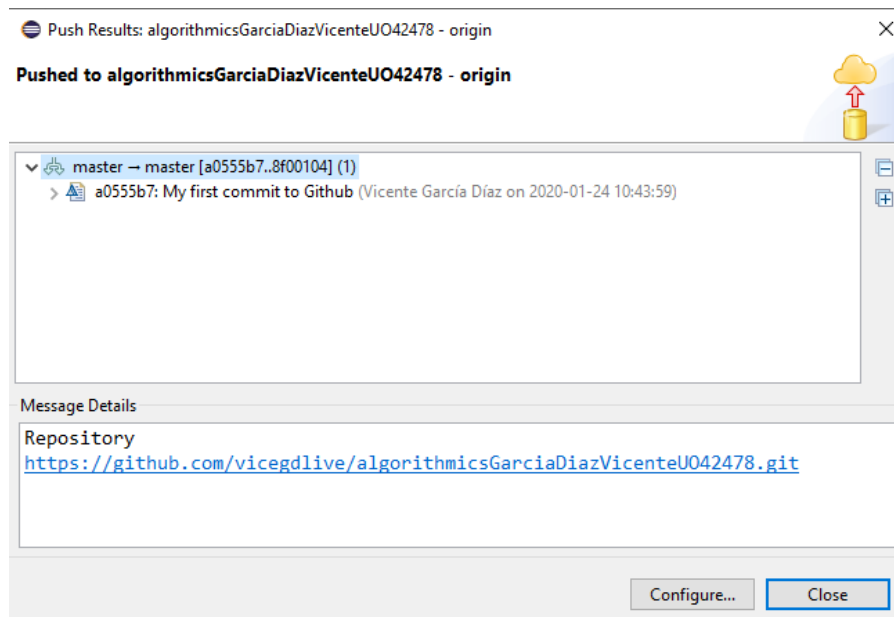 Push Results: algorithmicsGarciaDiazVicenteUO42478 - origin
Pushed to algorithmicsGarciaDiazVicenteUO42478 - origin
master → master [a0555b7..8f00104] (1)
a0555b7: My first commit to Github (Vicente García Díaz on 2020-01-24 10:43:59)
Message Details
Repository
https://github.com/vicegdlive/algorithmicsGarciaDiazVicenteUO42478.git
Configure... Close